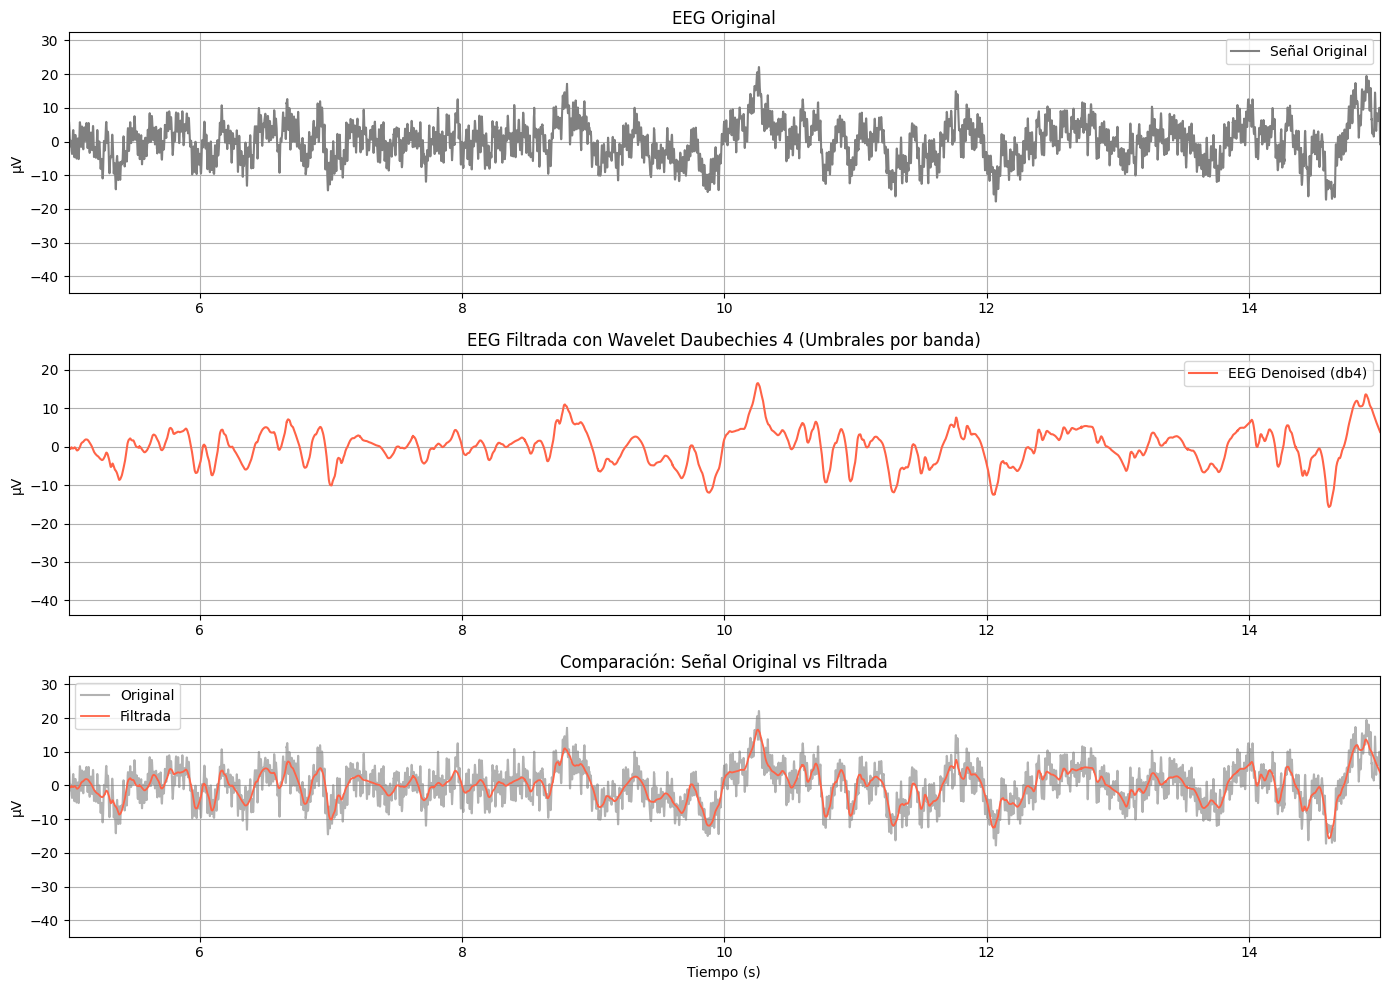 EEG Original
30
20
10
0
−10
−20
−30
−40
µV
Señal Original
6 8 10 12 14
EEG Filtrada con Wavelet Daubechies 4 (Umbrales por banda)
20
10
0
−10
−20
−30
−40
µV
EEG Denoised (db4)
6 8 10 12 14
Comparación: Señal Original vs Filtrada
30
20
10
0
−10
−20
−30
−40
µV
Original
Filtrada
6 8 10 12 14
Tiempo (s)